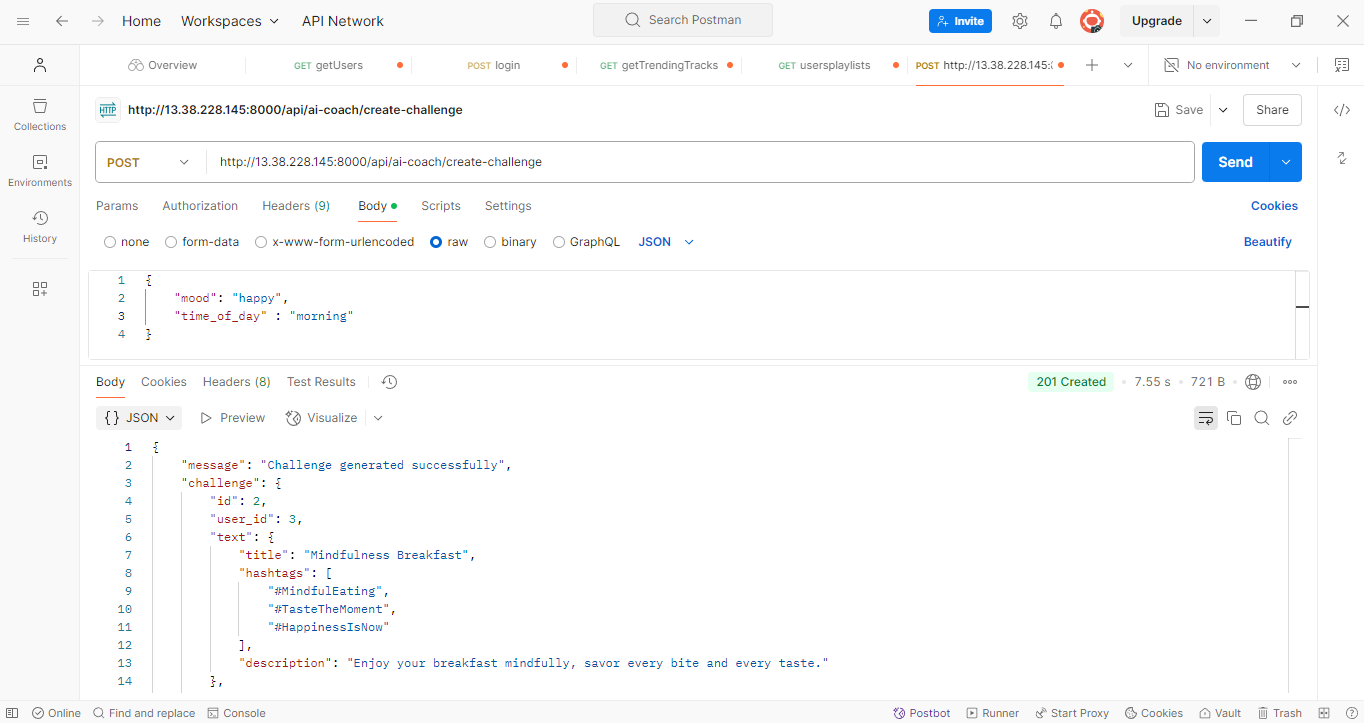 Home Workspaces API Network Search Postman Invite Upgrade
Overview GET getUsers POST login GET getTrendingTracks GET usersplaylists POST http://13.38.228.145: No environment
HTTP http://13.38.228.145:8000/api/ai-coach/create-challenge Save Share
Collections
POST http://13.38.228.145:8000/api/ai-coach/create-challenge Send
Environments
Params Authorization Headers (9) Body Scripts Settings Cookies
History
none form-data x-www-form-urlencoded raw binary GraphQL JSON Beautify
1 {
2 "mood": "happy",
3 "time_of_day" : "morning"
4 }
Body Cookies Headers (8) Test Results 201 Created • 7.55 s • 721 B
{} JSON Preview Visualize
1 {
2 "message": "Challenge generated successfully",
3 "challenge": {
4 "id": 2,
5 "user_id": 3,
6 "text": {
7 "title": "Mindfulness Breakfast",
8 "hashtags": [
9 "#MindfulEating",
10 "#TasteTheMoment",
11 "#HappinessIsNow"
12 ],
13 "description": "Enjoy your breakfast mindfully, savor every bite and every taste."
14 },
Online Find and replace Console Postbot Runner Start Proxy Cookies Vault Trash